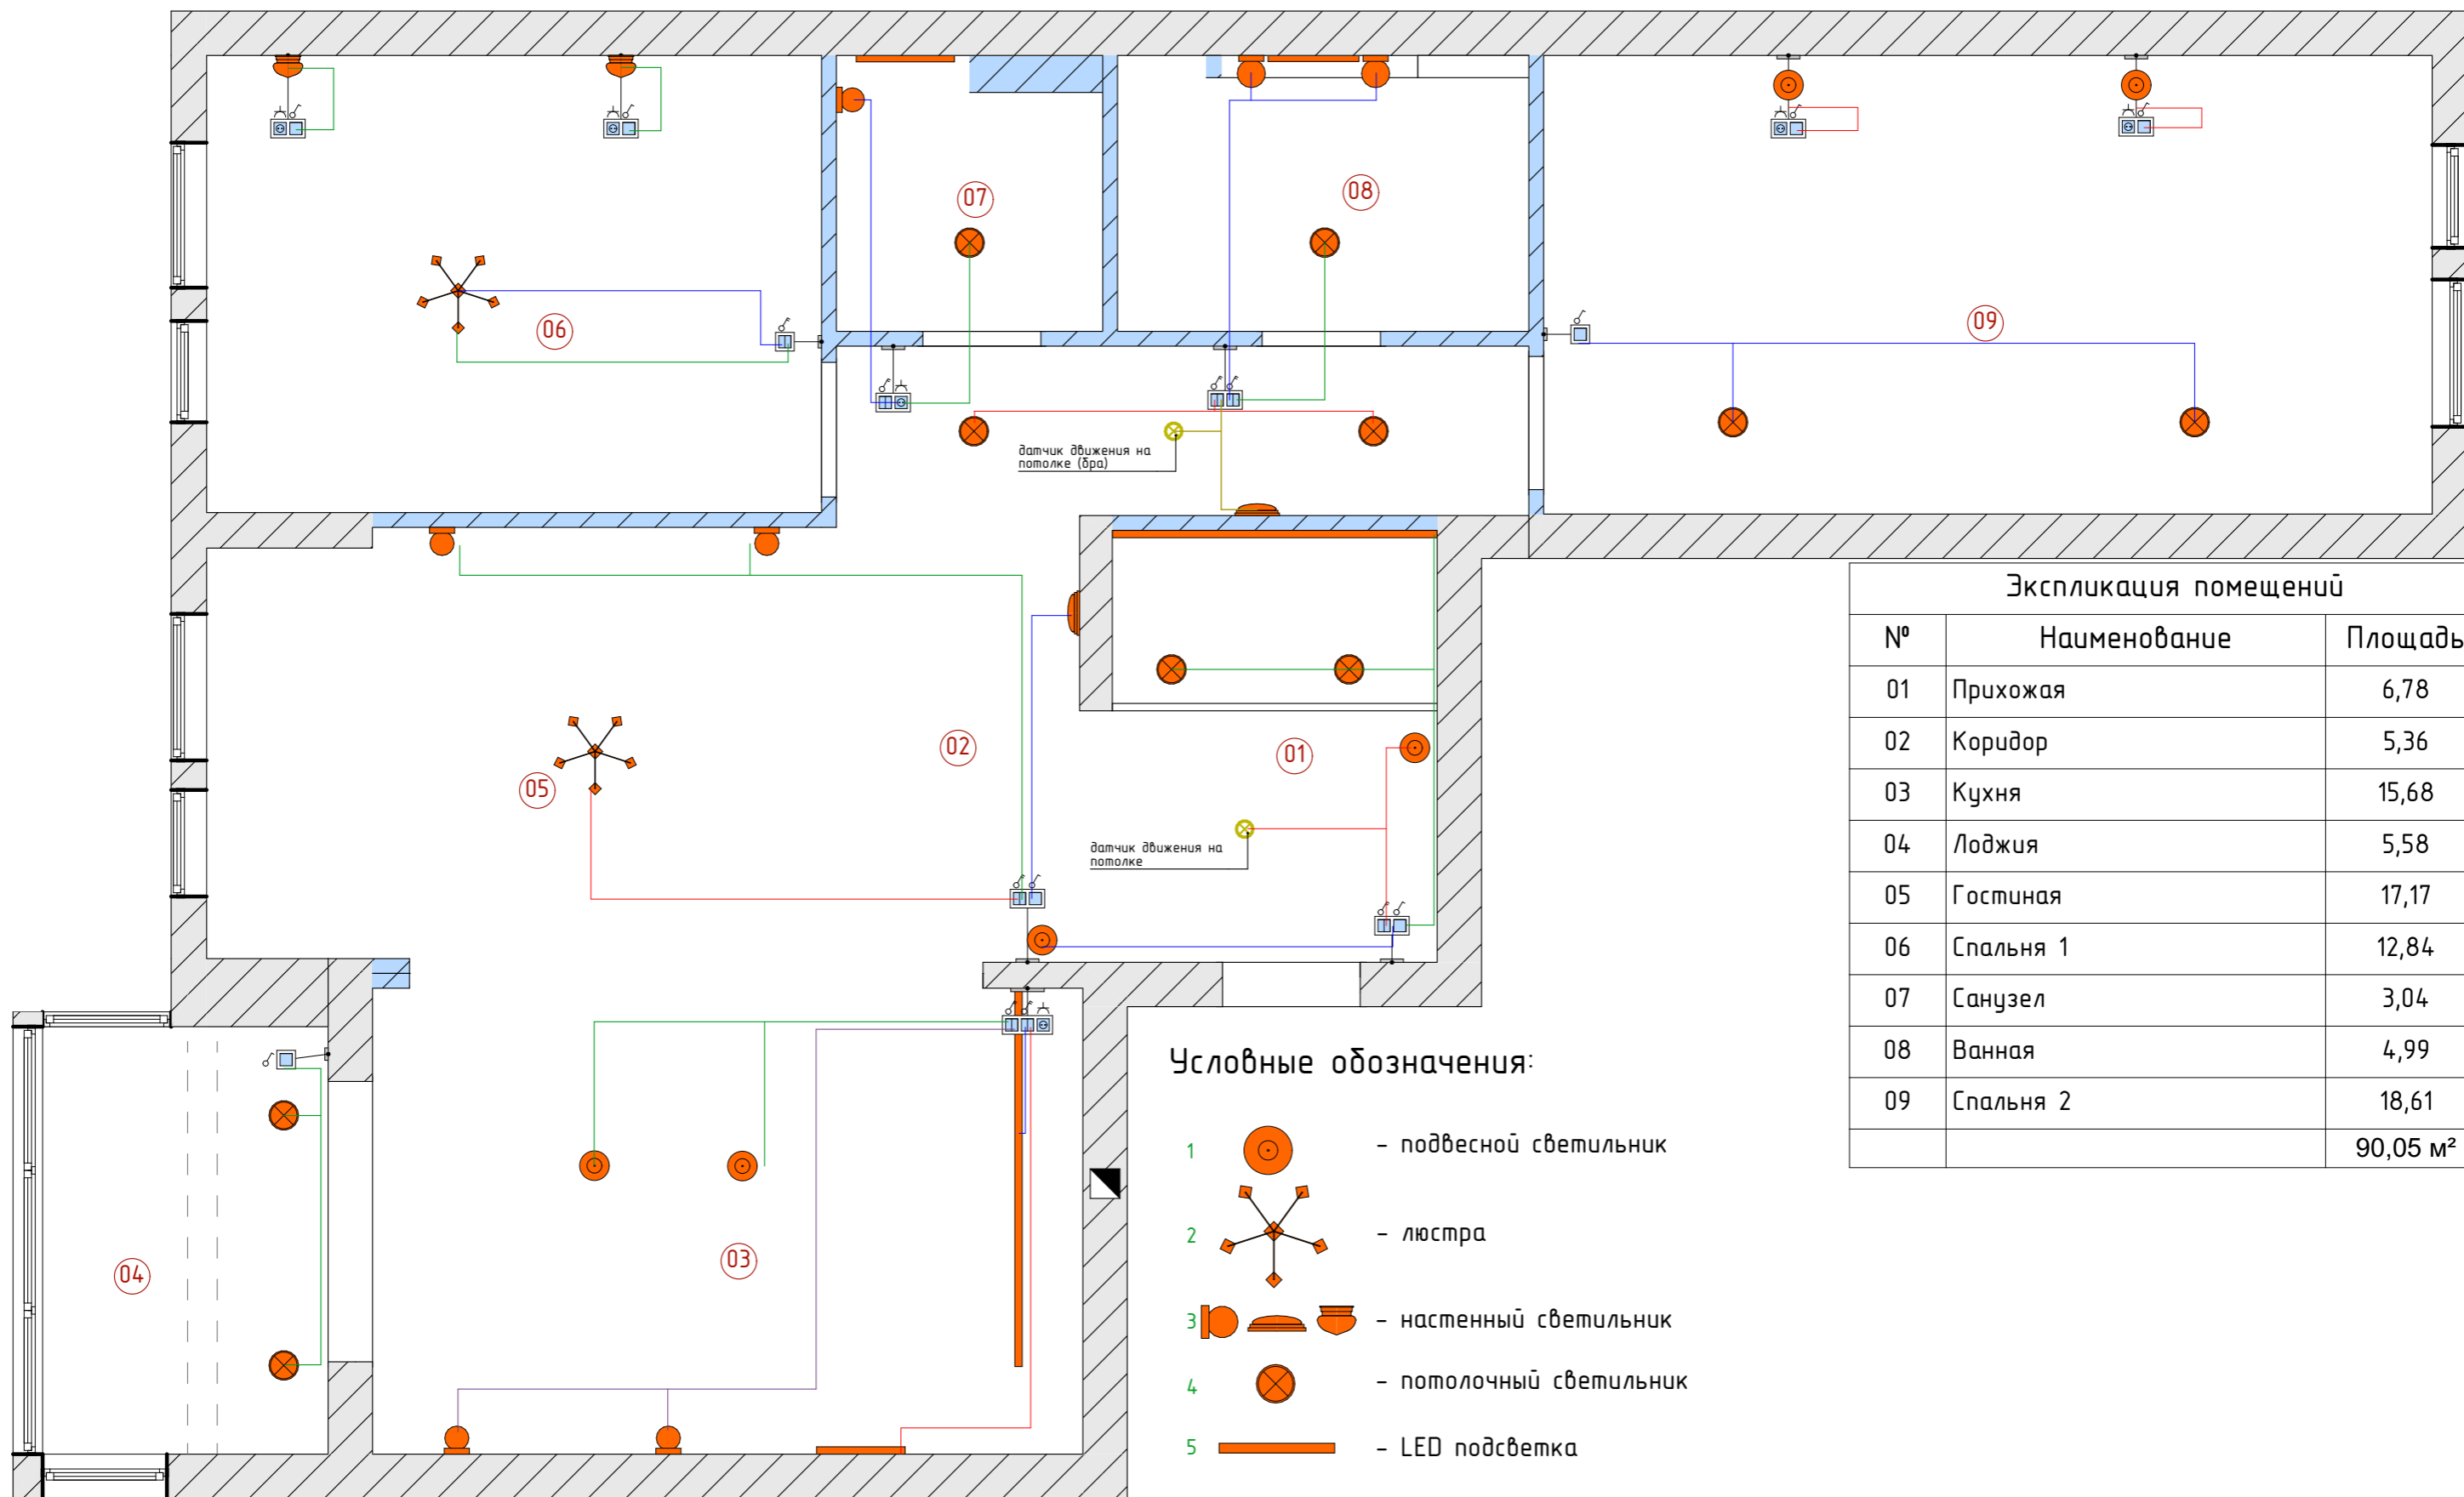 07
08
06
09
датчик движения на
потолке (бра)
02
01
05
датчик движения на
потолке
04
03
Экспликация помещений
№ Наименование Площадь
01 Прихожая 6,78
02 Коридор 5,36
03 Кухня 15,68
04 Лоджия 5,58
05 Гостиная 17,17
06 Спальня 1 12,84
07 Санузел 3,04
08 Ванная 4,99
09 Спальня 2 18,61
90,05 м²
Условные обозначения:
1 – подвесной светильник
2 – люстра
3 – настенный светильник
4 – потолочный светильник
5 – LED подсветка